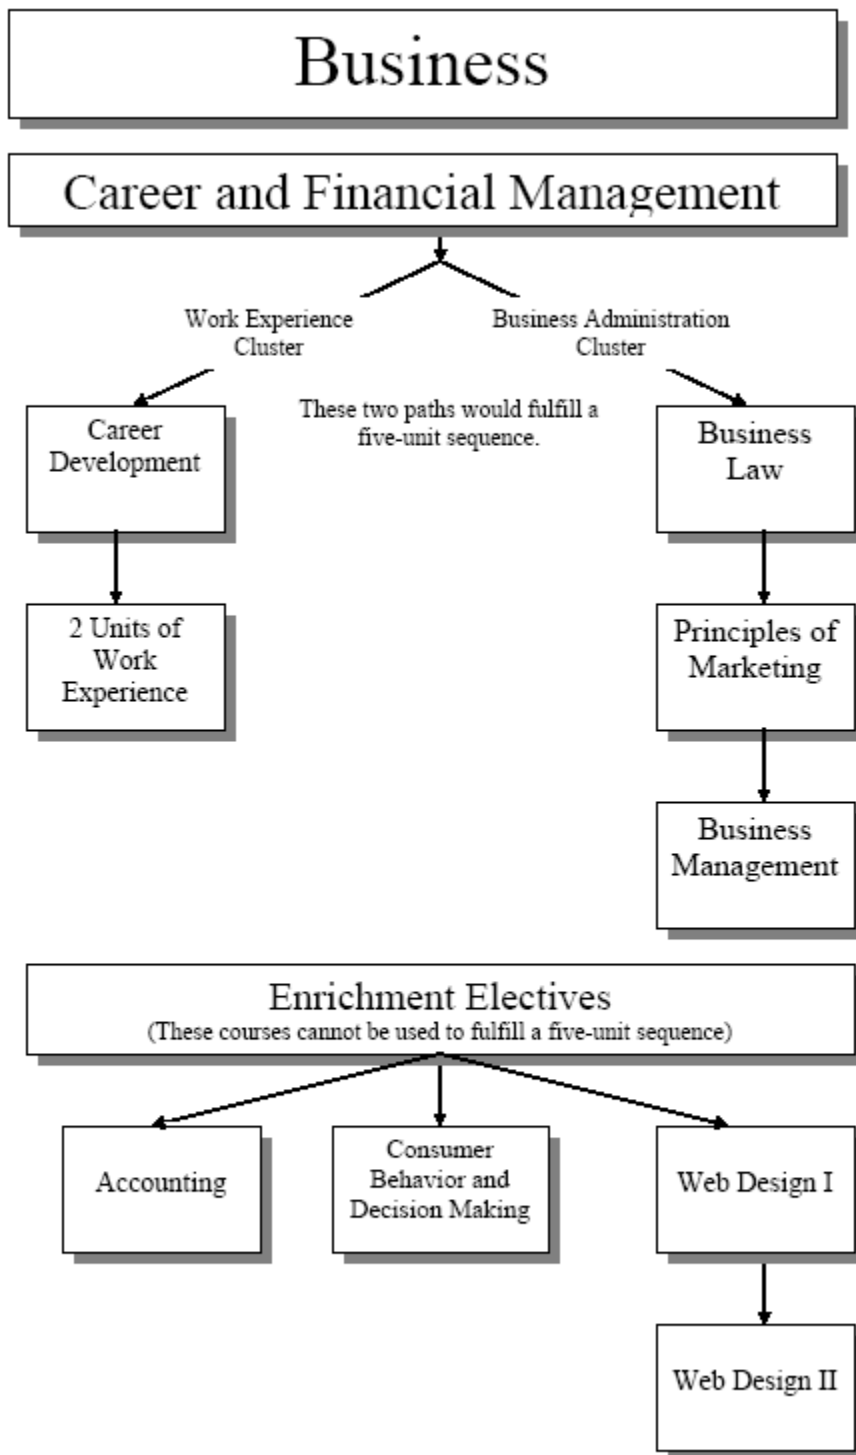 Business
Career and Financial Management
Work Experience
Cluster
Business Administration
Cluster
These two paths would fulfill a
five-unit sequence.
Career
Development
Business
Law
2 Units of
Work
Experience
Principles of
Marketing
Business
Management
Enrichment Electives
(These courses cannot be used to fulfill a five-unit sequence)
Accounting
Consumer
Behavior and
Decision Making
Web Design I
Web Design II